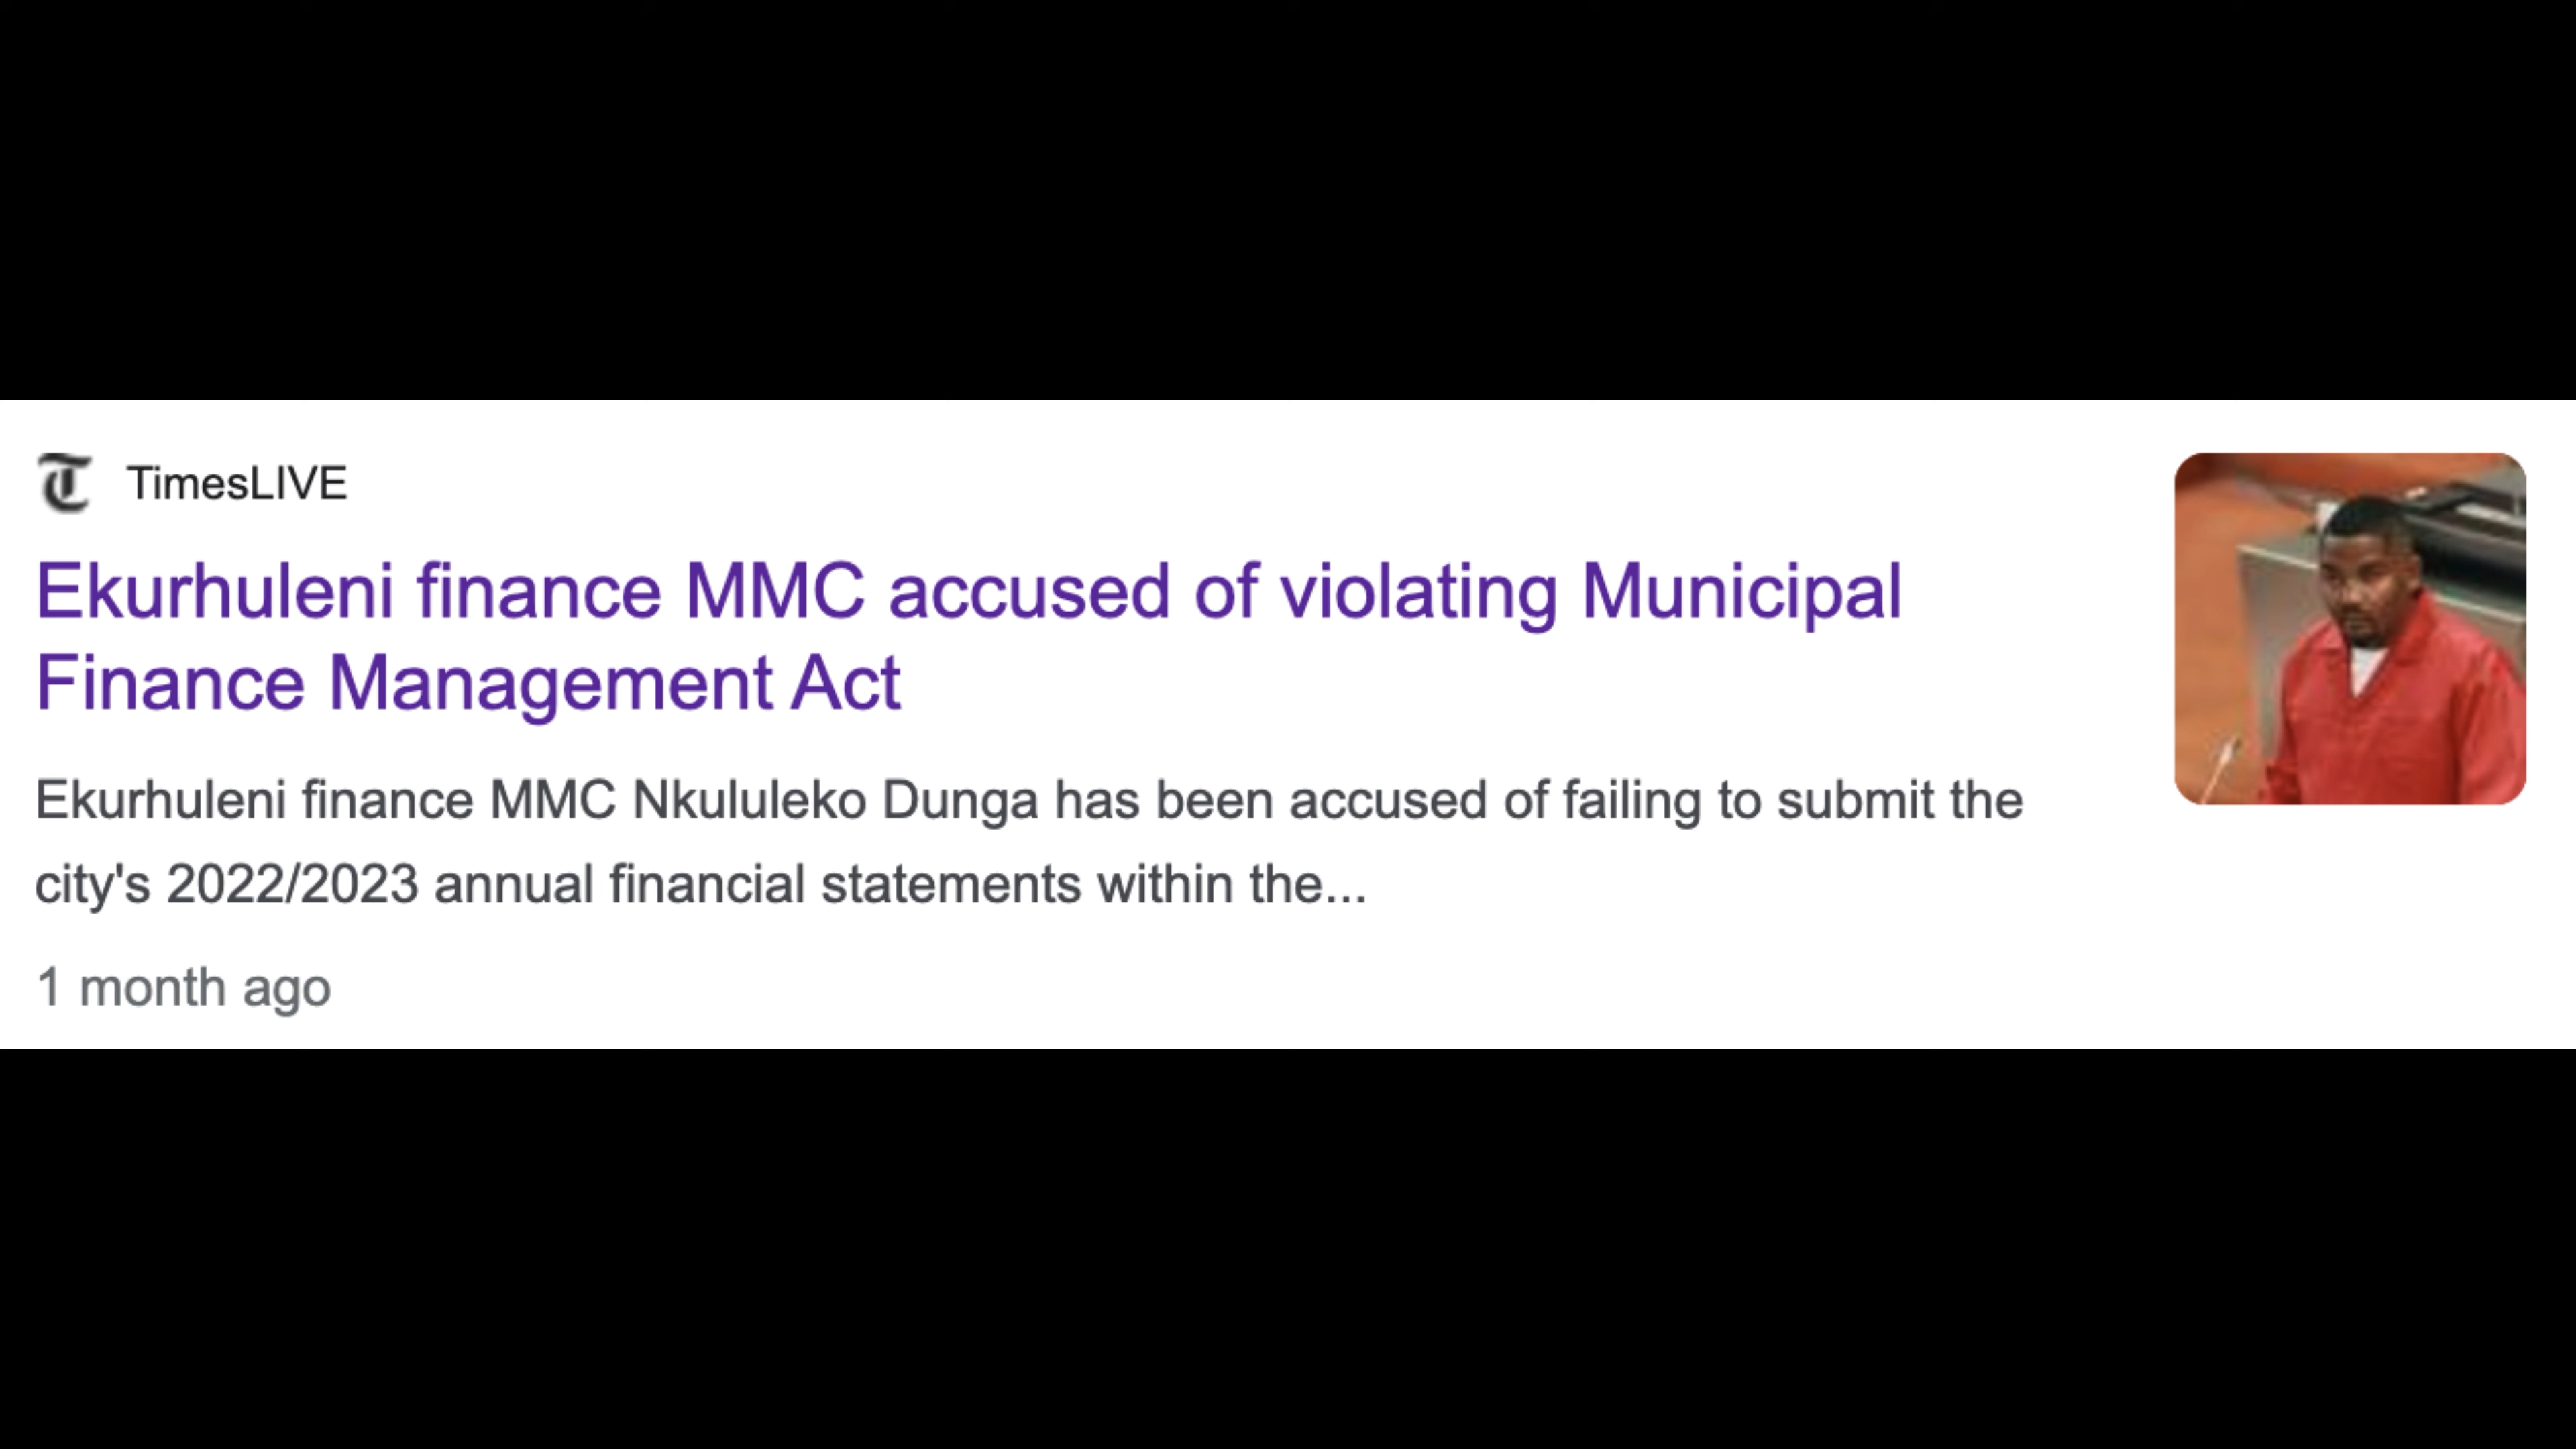 TimesLIVE
Ekurhuleni finance MMC accused of violating Municipal
Finance Management Act
Ekurhuleni finance MMC Nkululeko Dunga has been accused of failing to submit the
city's 2022/2023 annual financial statements within the...
1 month ago